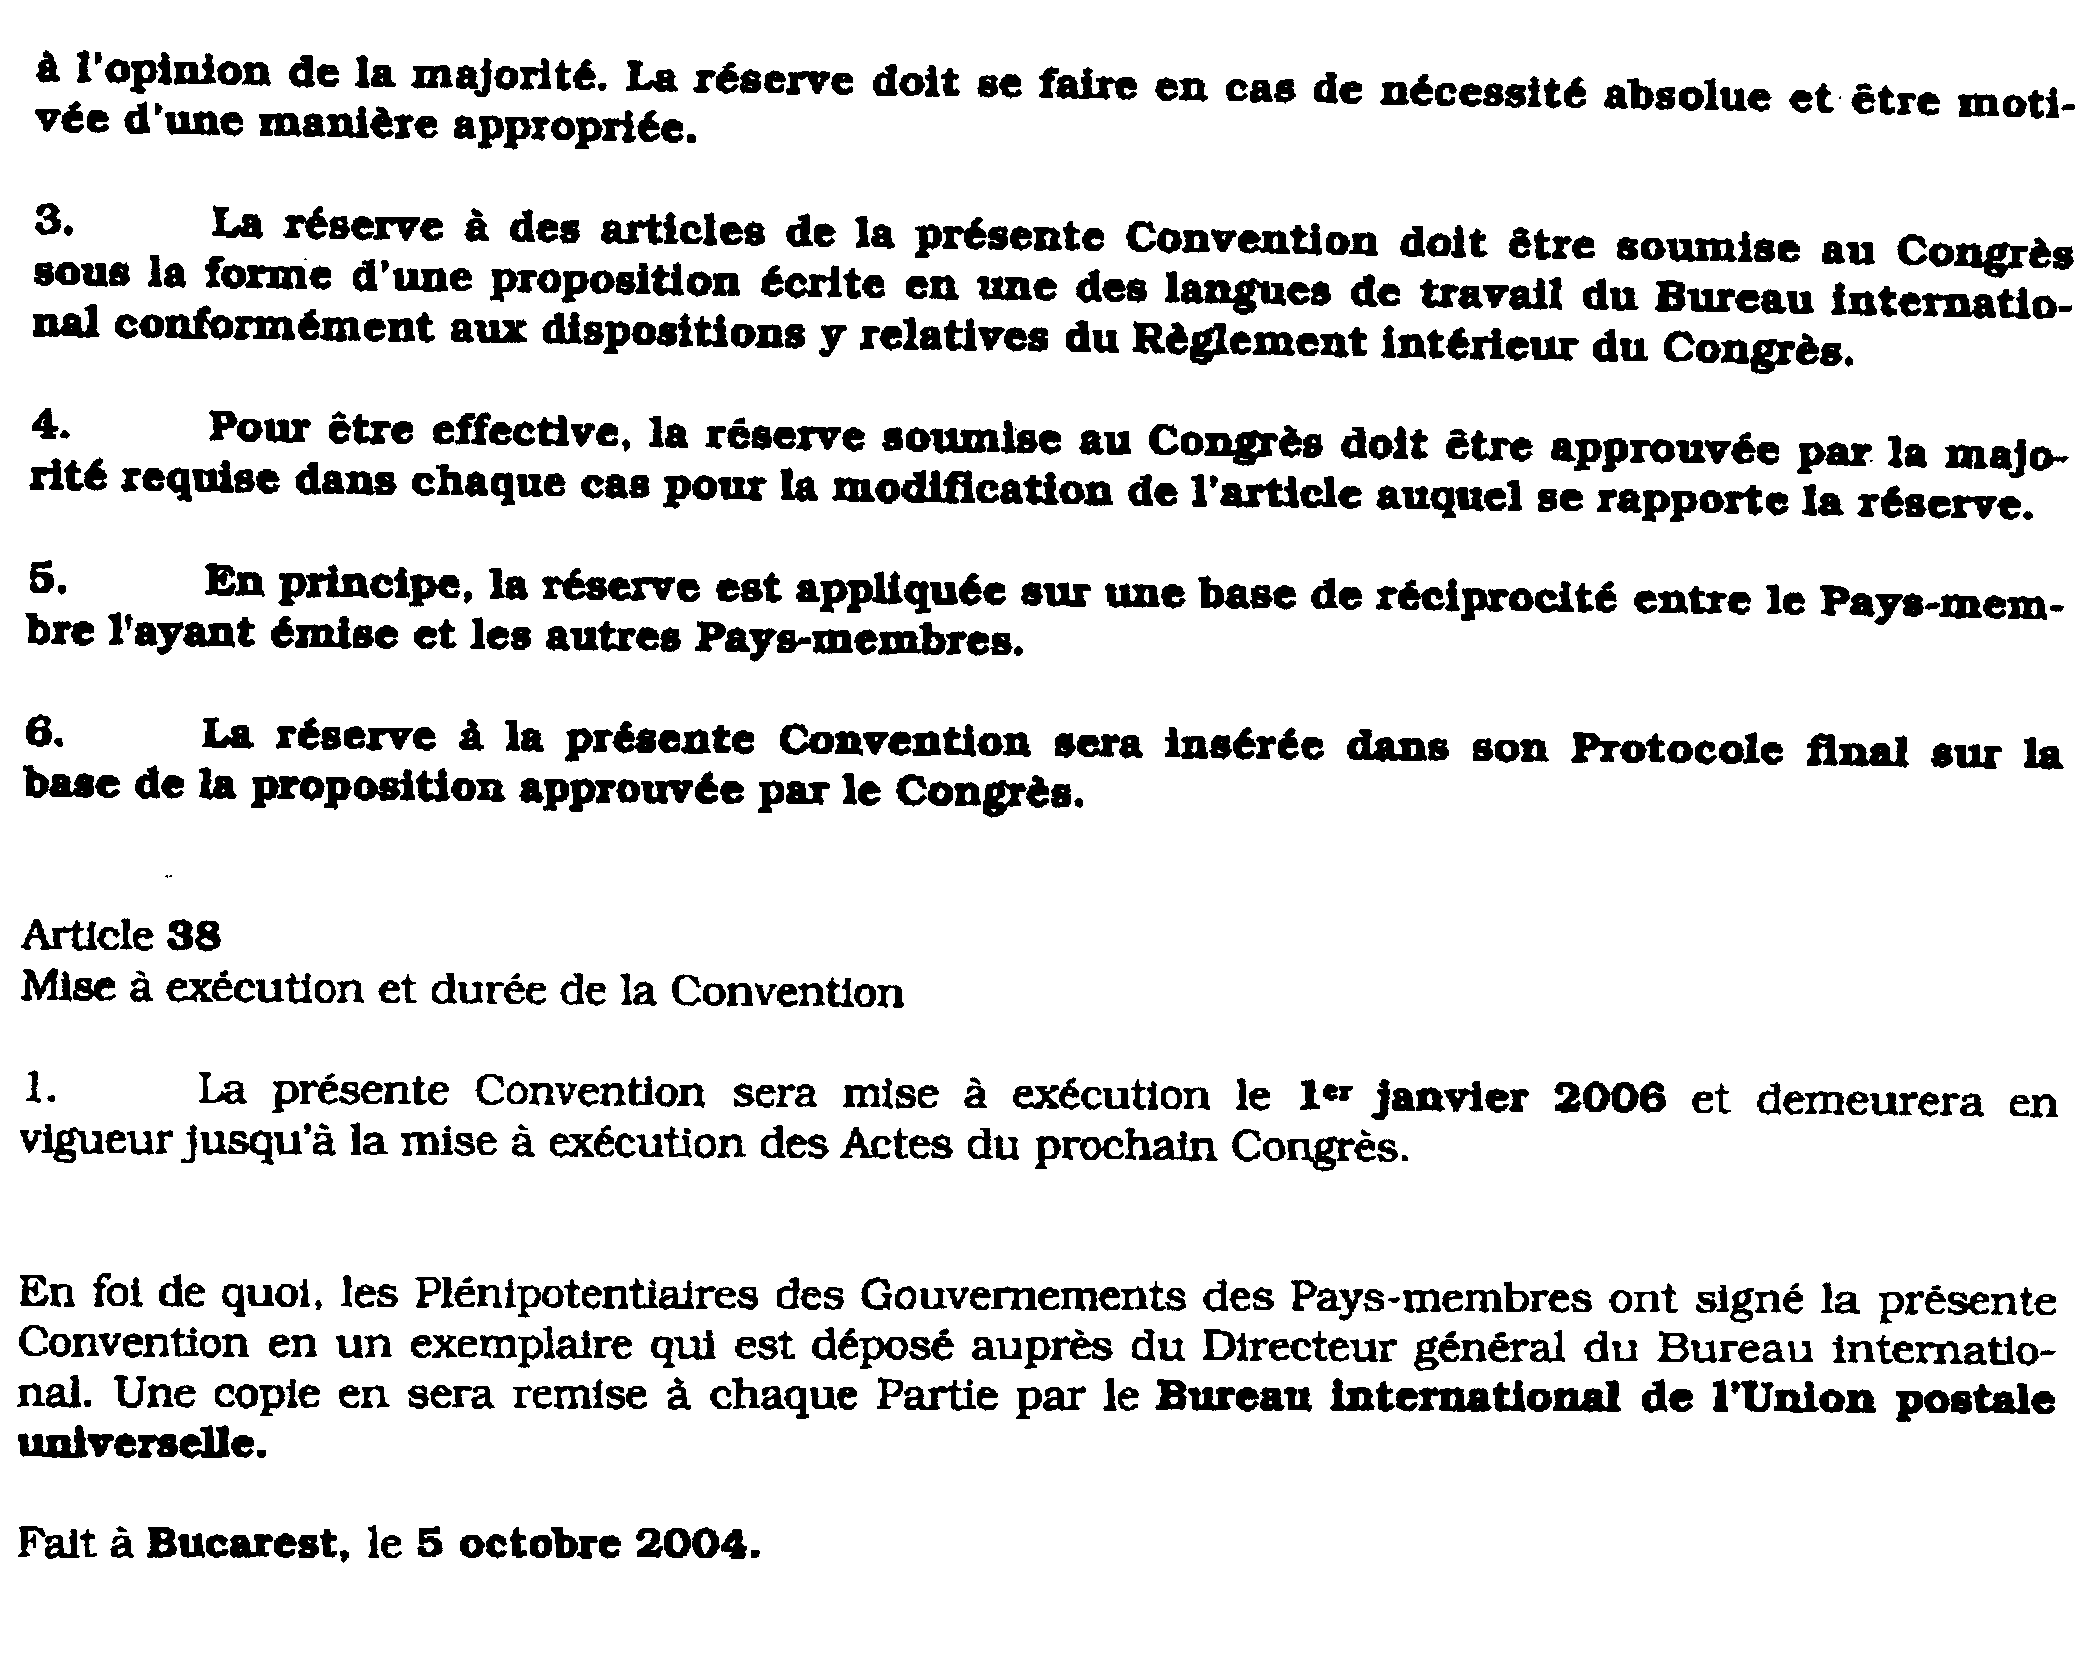 à l'opinion de la majorité. La réserve doit se faire en cas de nécessité absolue et être moti-
vée d'une manière appropriée.
3. La réserve à des articles de la présente Convention doit être soumise au Congrès
sous la forme d'une proposition écrite en une des langues de travail du Bureau internatio-
nal conformément aux dispositions y relatives du Règlement intérieur du Congrès.
4. Pour être effective, la réserve soumise au Congrès doit être approuvée par la majo-
rité requise dans chaque cas pour la modification de l'article auquel se rapporte la réserve.
5. En principe, la réserve est appliquée sur une base de réciprocité entre le Pays-mem-
bre l'ayant émise et les autres Pays-membres.
6. La réserve à la présente Convention sera insérée dans son Protocole final sur la
base de la proposition approuvée par le Congrès.
Article 38
Mise à exécution et durée de la Convention
1. La présente Convention sera mise à exécution le 1er janvier 2006 et demeurera en
vigueur jusqu'à la mise à exécution des Actes du prochain Congrès.
En foi de quoi, les Plénipotentiaires des Gouvernements des Pays-membres ont signé la présente
Convention en un exemplaire qui est déposé auprès du Directeur général du Bureau internatio-
nal. Une copie en sera remise à chaque Partie par le Bureau international de l'Union postale
universelle.
Fait à Bucarest, le 5 octobre 2004.